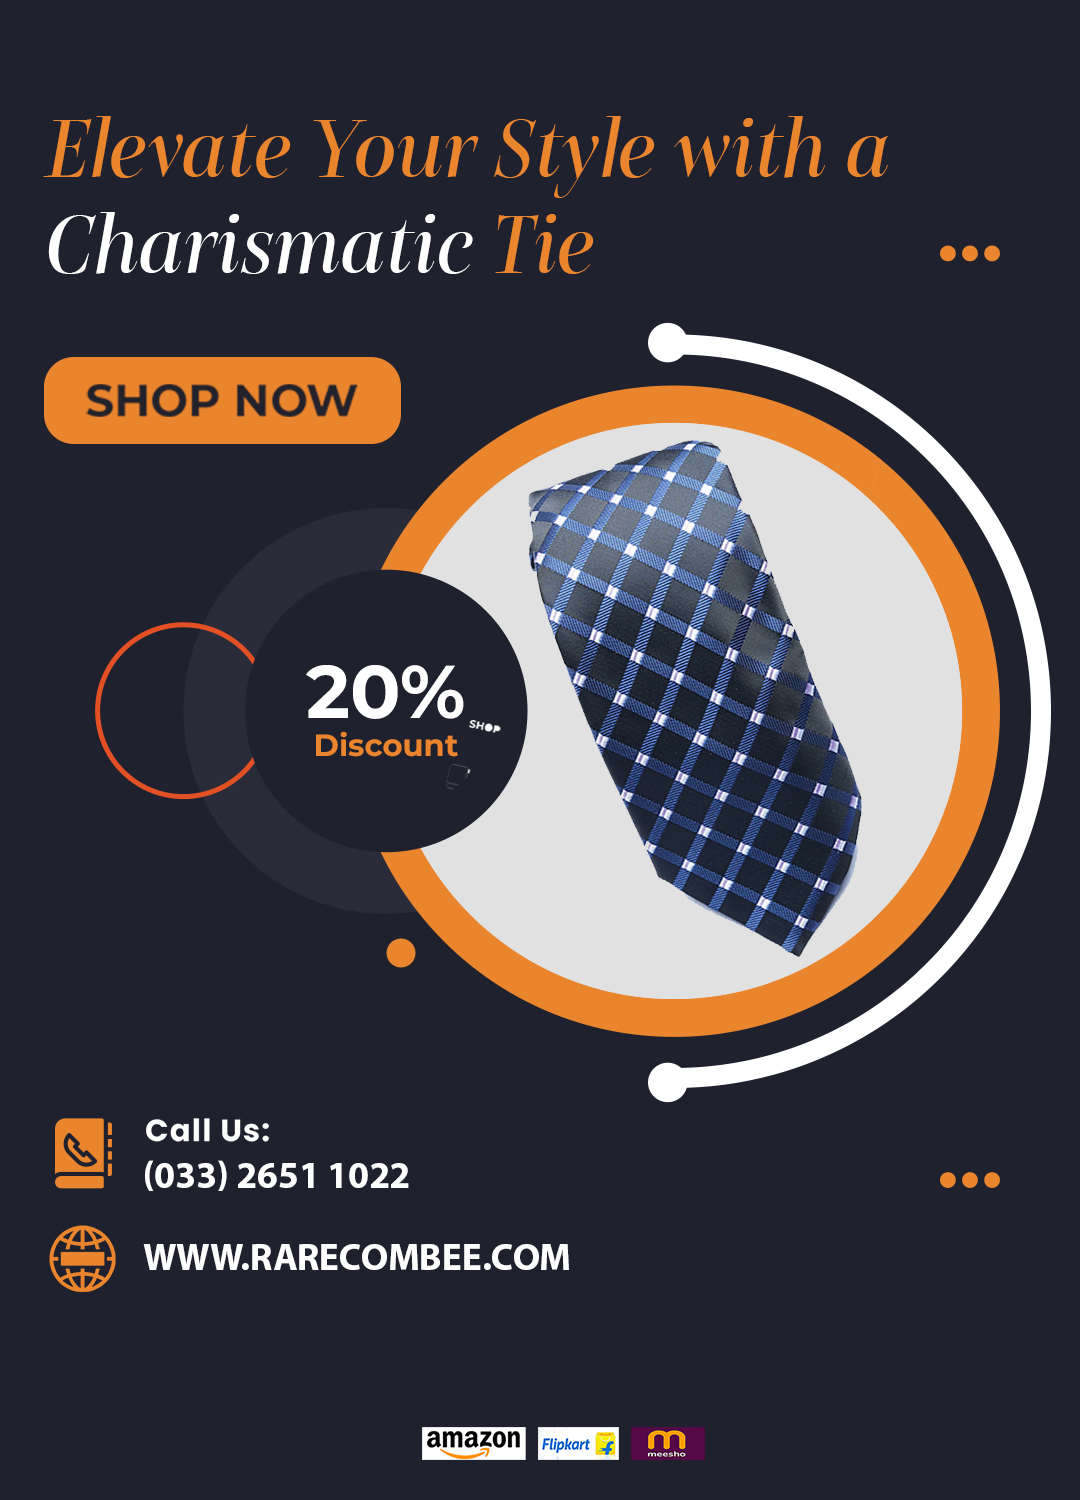 Elevate Your Style with a
Charismatic Tie
SHOP NOW
20%
SHOP
Discount
Call Us:
(033) 2651 1022
WWW.RARECOMBEE.COM
amazon
Flipkart
meesho